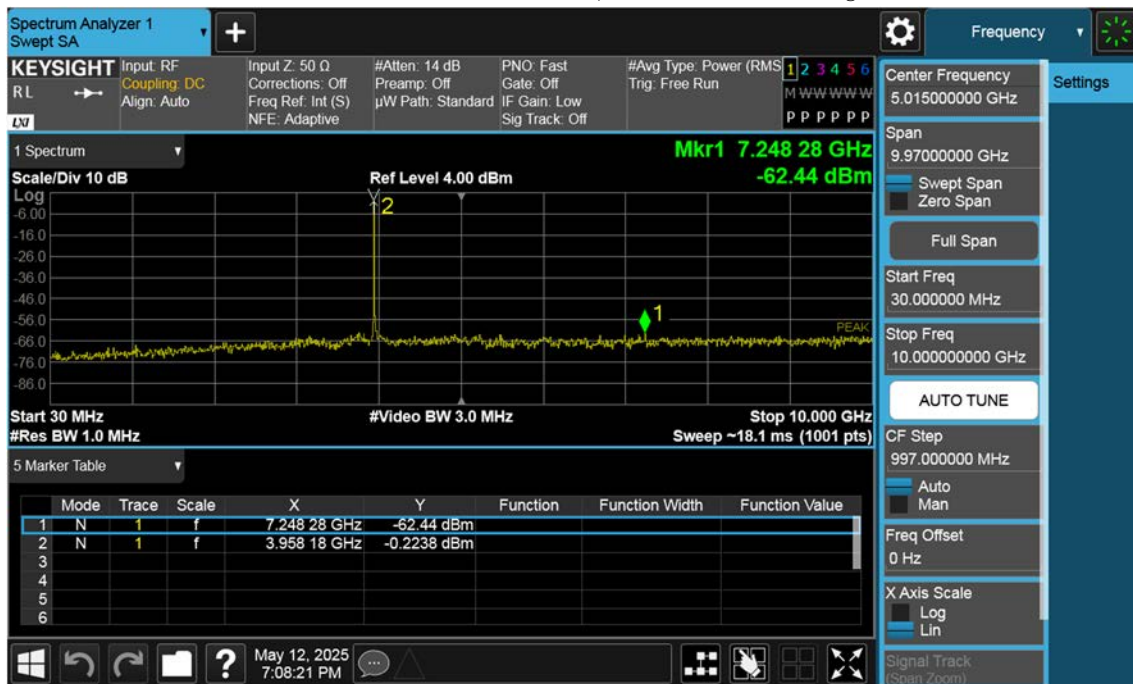 Spectrum Analyzer 1
Swept SA
Frequency
KEYSIGHT
RL
LXI
Input: RF
Coupling: DC
Align: Auto
Input Z: 50 Ω
Corrections: Off
Freq Ref: Int (S)
NFE: Adaptive
#Atten: 14 dB
Preamp: Off
µW Path: Standard
PNO: Fast
Gate: Off
IF Gain: Low
Sig Track: Off
#Avg Type: Power (RMS
Trig: Free Run
1 2 3 4 5 6
M W W W W W
P P P P P P
1 Spectrum
Mkr1 7.248 28 GHz
Scale/Div 10 dB
Ref Level 4.00 dBm
-62.44 dBm
Log
-6.00
-16.0
-26.0
-36.0
-46.0
-56.0
-66.0
-76.0
-86.0
2
1
PEAK
Start 30 MHz
#Video BW 3.0 MHz
Stop 10.000 GHz
#Res BW 1.0 MHz
Sweep ~18.1 ms (1001 pts)
5 Marker Table
Mode Trace Scale X Y Function Function Width Function Value
1 N 1 f 7.248 28 GHz -62.44 dBm
2 N 1 f 3.958 18 GHz -0.2238 dBm
3
4
5
6
May 12, 2025
7:08:21 PM
Center Frequency
5.015000000 GHz
Span
9.97000000 GHz
Swept Span
Zero Span
Full Span
Start Freq
30.000000 MHz
Stop Freq
10.000000000 GHz
AUTO TUNE
CF Step
997.000000 MHz
Auto
Man
Freq Offset
0 Hz
X Axis Scale
Log
Lin
Signal Track
(Span Zoom)
Settings